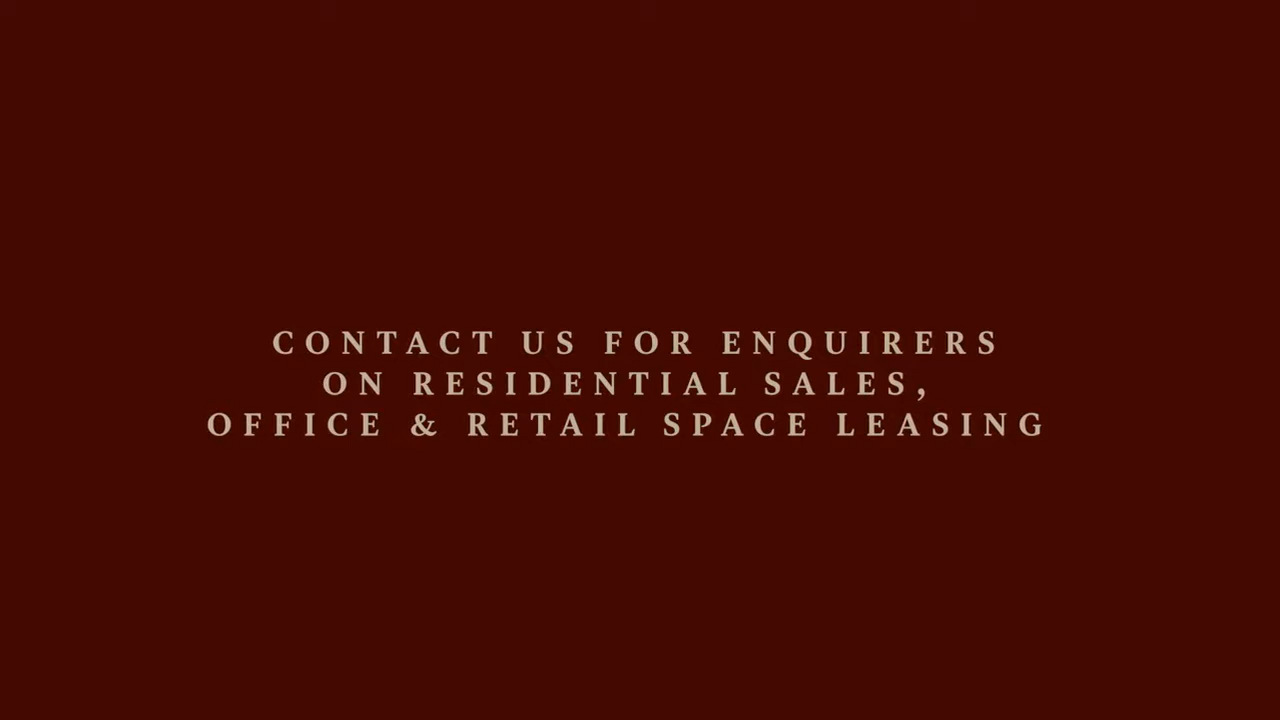 CONTACT US FOR ENQUIRERS
ON RESIDENTIAL SALES,
OFFICE & RETAIL SPACE LEASING